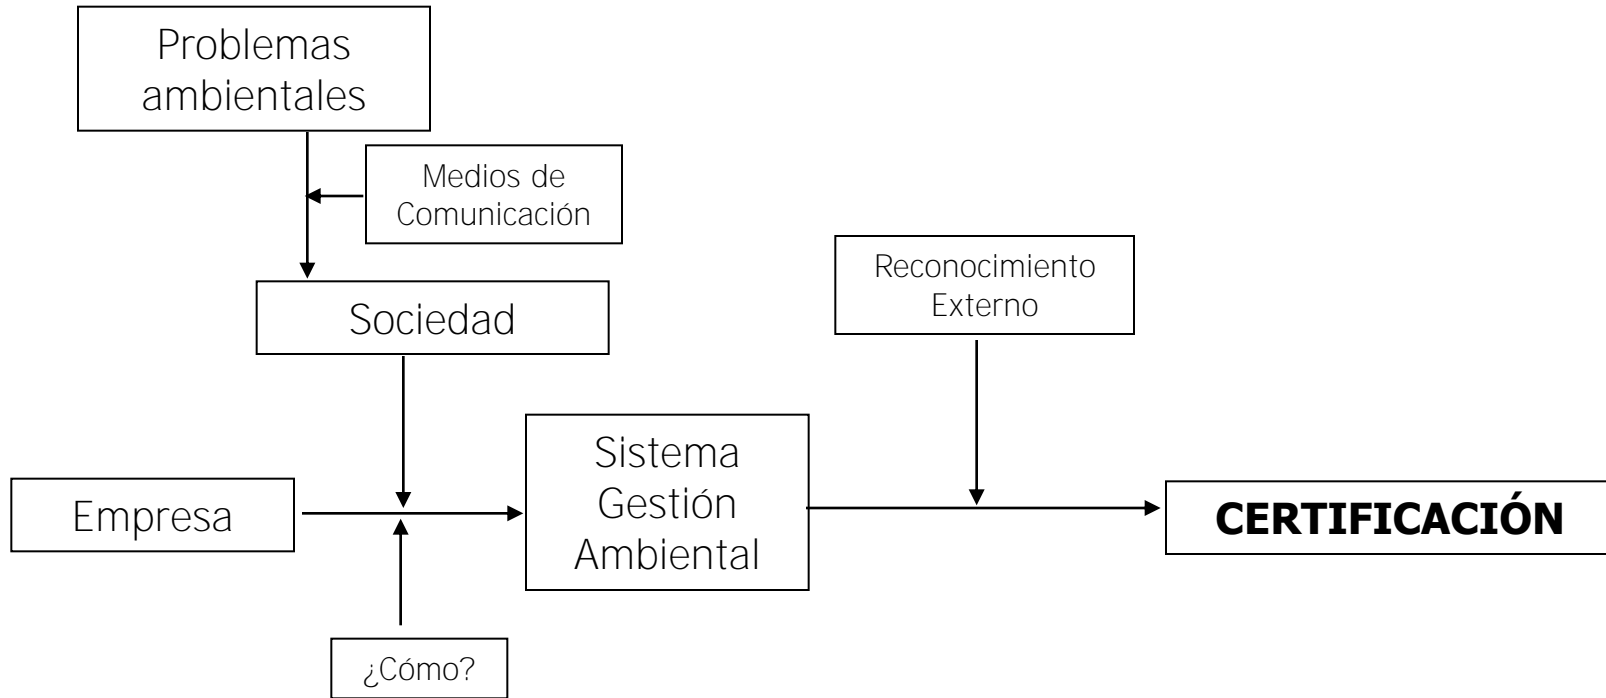 Problemas
ambientales
Medios de
Comunicación
Reconocimiento
Externo
Sociedad
Sistema
Gestión
Ambiental
Empresa
CERTIFICACIÓN
¿Cómo?